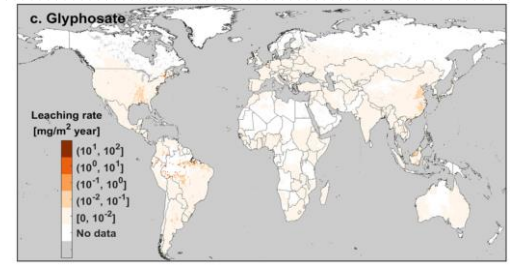 c. Glyphosate
Leaching rate
[mg/m² year]
(10¹, 10²]
(10⁰, 10¹]
(10⁻¹, 10⁰]
(10⁻², 10⁻¹]
[0, 10⁻²]
No data